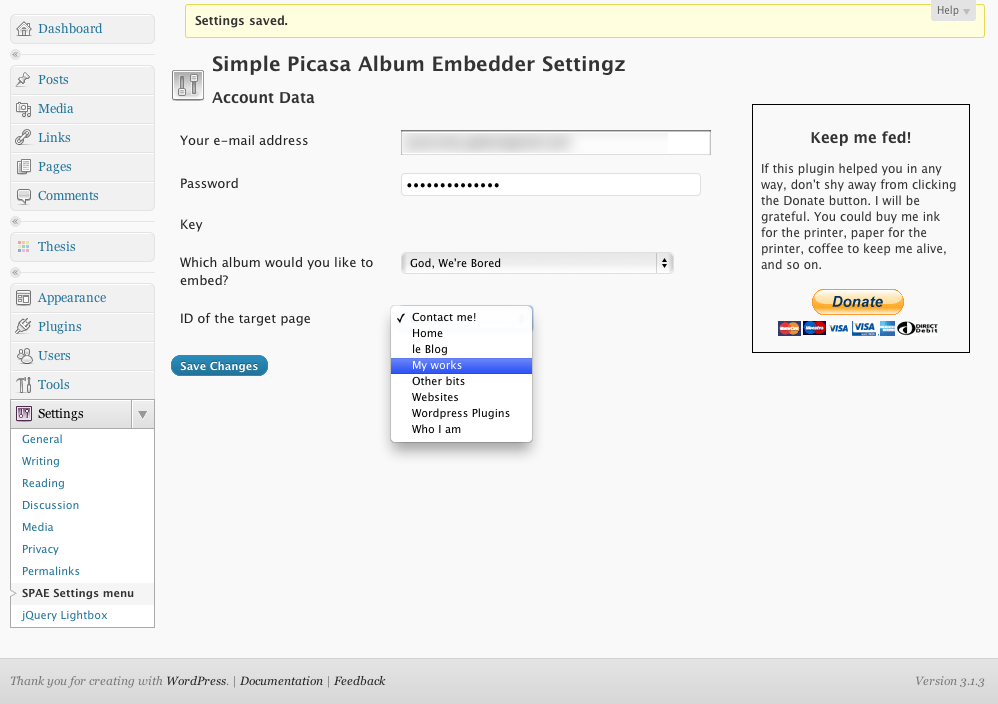 Dashboard
Posts
Media
Links
Pages
Comments
Thesis
Appearance
Plugins
Users
Tools
Settings
General
Writing
Reading
Discussion
Media
Privacy
Permalinks
SPAE Settings menu
jQuery Lightbox
Settings saved.
Help
Simple Picasa Album Embedder Settingz
Account Data
Your e-mail address
Password
••••••••••••••
Key
Which album would you like to
embed?
God, We're Bored
ID of the target page
✓ Contact me!
Home
le Blog
My works
Other bits
Websites
Wordpress Plugins
Who I am
Save Changes
Keep me fed!
If this plugin helped you in any
way, don't shy away from clicking
the Donate button. I will be
grateful. You could buy me ink
for the printer, paper for the
printer, coffee to keep me alive,
and so on.
Donate
MasterCard Maestro VISA VISA DIRECT Debit
Thank you for creating with WordPress. | Documentation | Feedback
Version 3.1.3